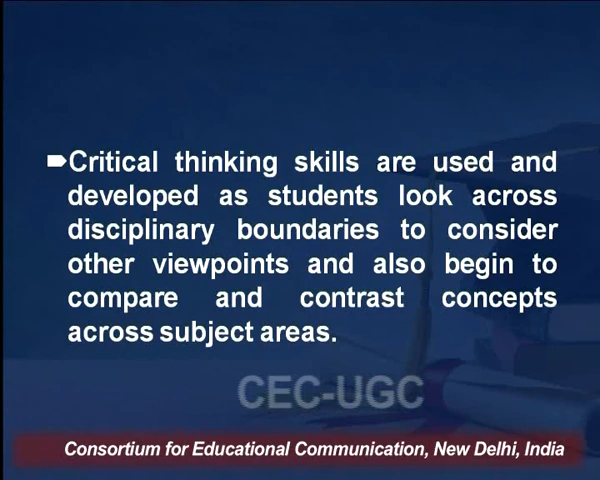 Critical thinking skills are used and
developed as students look across
disciplinary boundaries to consider
other viewpoints and also begin to
compare and contrast concepts
across subject areas.
CEC-UGC
Consortium for Educational Communication, New Delhi, India